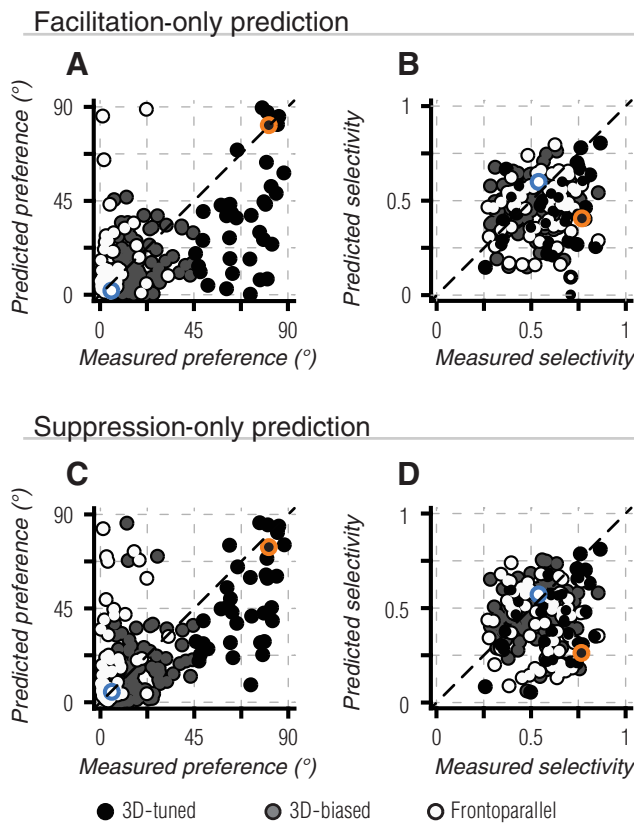 Facilitation-only prediction
A
B
Predicted preference (°)
90
45
0
0
45
90
Measured preference (°)
Predicted selectivity
1
0.5
0
0
0.5
1
Measured selectivity
Suppression-only prediction
C
D
Predicted preference (°)
90
45
0
0
45
90
Measured preference (°)
Predicted selectivity
1
0.5
0
0
0.5
1
Measured selectivity
3D-tuned
3D-biased
Frontoparallel